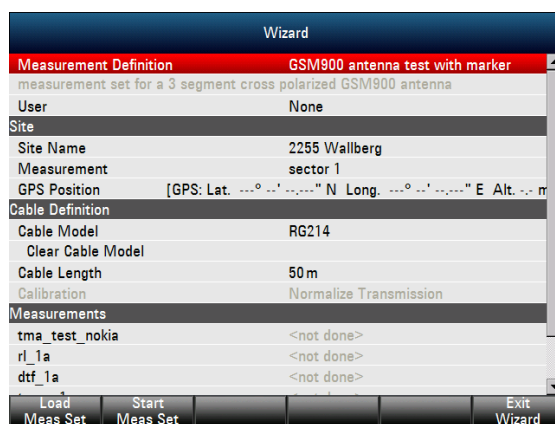 Wizard
Measurement Definition GSM900 antenna test with marker
measurement set for a 3 segment cross polarized GSM900 antenna
User None
Site
Site Name 2255 Wallberg
Measurement sector 1
GPS Position [GPS: Lat. ---° --' --.---" N Long. ---° --' --.---" E Alt. -.- m
Cable Definition
Cable Model RG214
Clear Cable Model
Cable Length 50 m
Calibration Normalize Transmission
Measurements
tma_test_nokia <not done>
rl_1a <not done>
dtf_1a <not done>
Load Start Exit
Meas Set Meas Set Wizard